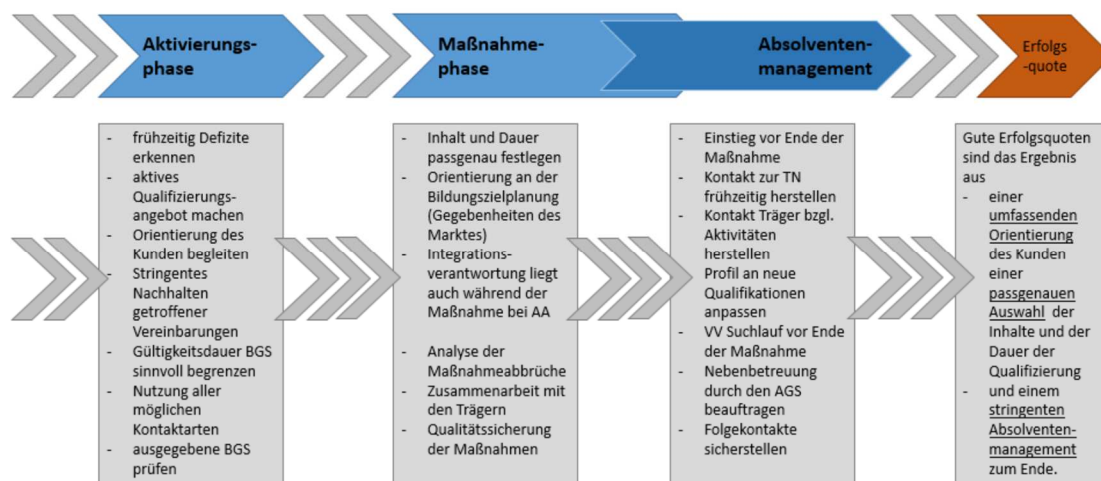 Aktivierungs-
phase
Maßnahme-
phase
Absolventen-
management
Erfolgs
-quote
- frühzeitig Defizite
erkennen
- aktives
Qualifizierungs-
angebot machen
- Orientierung des
Kunden begleiten
- Stringentes
Nachhalten
getroffener
Vereinbarungen
- Gültigkeitsdauer BGS
sinnvoll begrenzen
- Nutzung aller
möglichen
Kontaktarten
- ausgegebene BGS
prüfen
- Inhalt und Dauer
passgenau festlegen
- Orientierung an der
Bildungszielplanung
(Gegebenheiten des
Marktes)
- Integrations-
verantwortung liegt
auch während der
Maßnahme bei AA
- Analyse der
Maßnahmeabbrüche
- Zusammenarbeit mit
den Trägern
- Qualitätssicherung
der Maßnahmen
- Einstieg vor Ende der
Maßnahme
- Kontakt zur TN
frühzeitig herstellen
- Kontakt Träger bzgl.
Aktivitäten
herstellen
- Profil an neue
Qualifikationen
anpassen
- VV Suchlauf vor Ende
der Maßnahme
- Nebenbetreuung
durch den AGS
beauftragen
- Folgekontakte
sicherstellen
Gute Erfolgsquoten
sind das Ergebnis
aus
- einer
umfassenden
Orientierung
des Kunden
- einer
passgenauen
Auswahl der
Inhalte und der
Dauer der
Qualifizierung
- und einem
stringenten
Absolventen-
management
zum Ende.